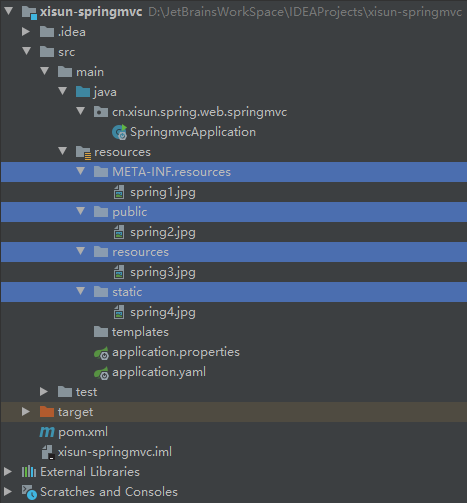 xisun-springmvc D:\JetBrainsWorkSpace\IDEAProjects\xisun-springmvc
.idea
src
main
java
cn.xisun.spring.web.springmvc
SpringmvcApplication
resources
META-INF.resources
spring1.jpg
public
spring2.jpg
resources
spring3.jpg
static
spring4.jpg
templates
application.properties
application.yaml
test
target
pom.xml
xisun-springmvc.iml
External Libraries
Scratches and Consoles